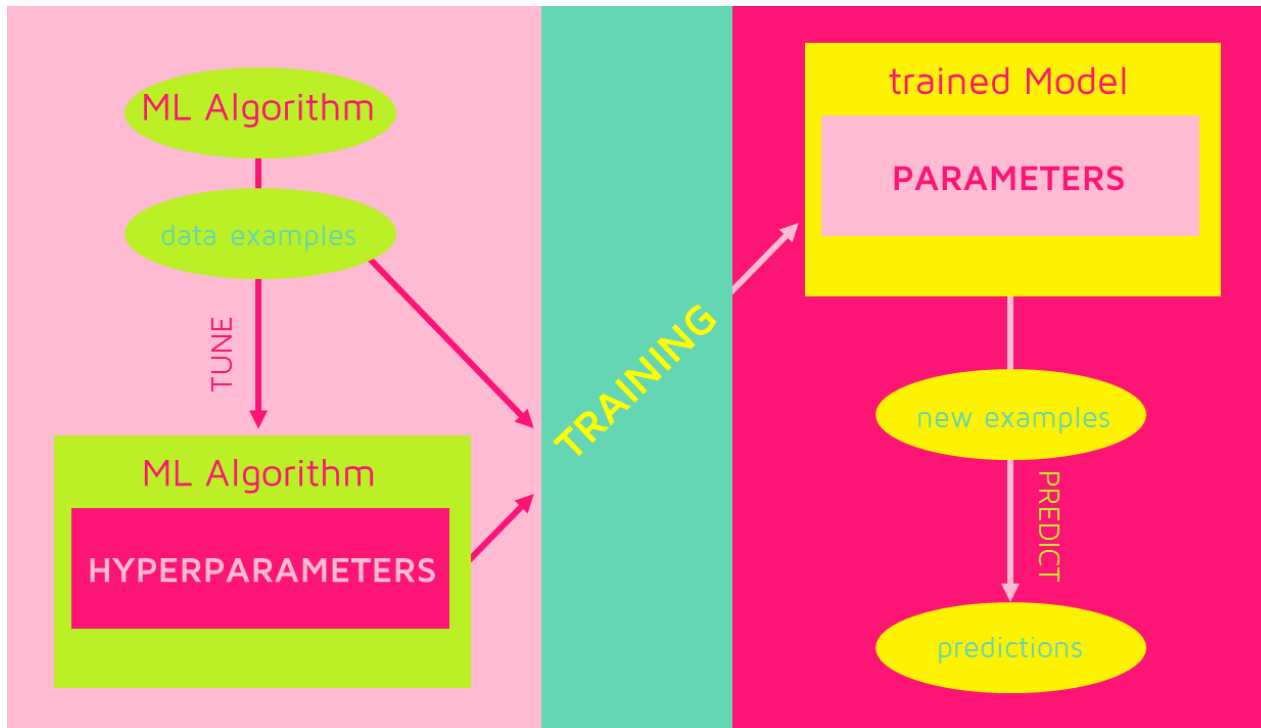 ML Algorithm
data examples
TUNE
ML Algorithm
HYPERPARAMETERS
TRAINING
trained Model
PARAMETERS
new examples
PREDICT
predictions